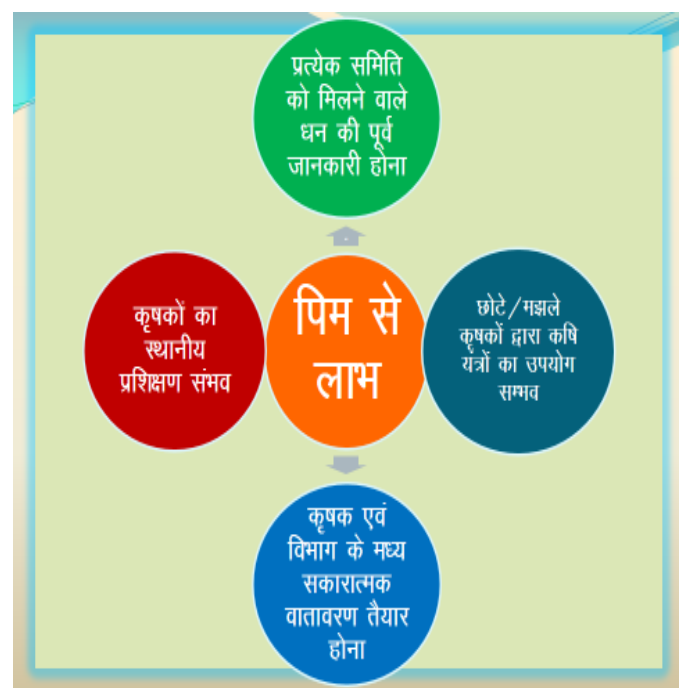 प्रत्येक समिति
को मिलने वाले
धन की पूर्व
जानकारी होना
कृषकों का
स्थानीय
प्रशिक्षण संभव
पिम से
लाभ
छोटे/मझले
कृषकों द्वारा कषि
यंत्रों का उपयोग
सम्भव
कृषक एवं
विभाग के मध्य
सकारात्मक
वातावरण तैयार
होना